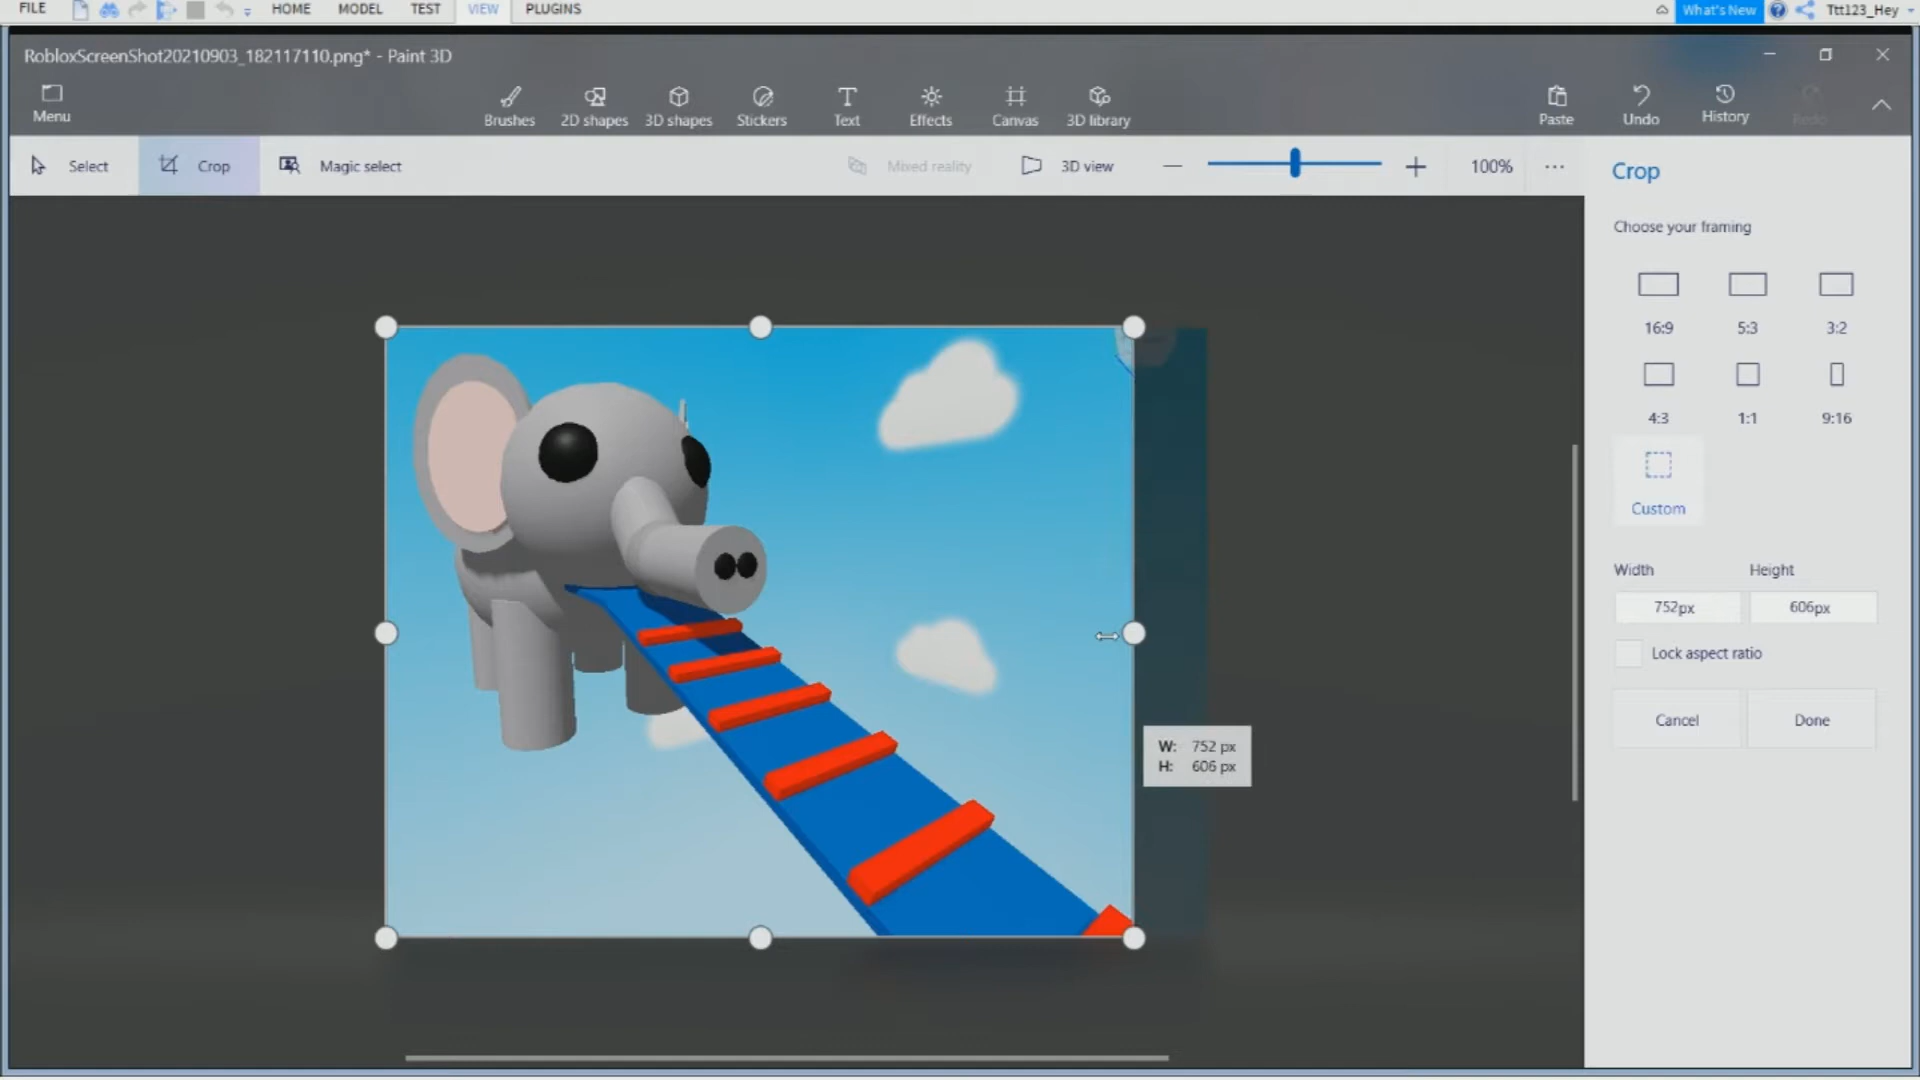 FILE HOME MODEL TEST VIEW PLUGINS What's New Ttt123_Hey
RobloxScreenShot20210903_182117110.png* - Paint 3D
Menu Brushes 2D shapes 3D shapes Stickers Text Effects Canvas 3D library Paste Undo History Redo
Select Crop Magic select Mixed reality 3D view 100%
Crop
Choose your framing
16:9 5:3 3:2
4:3 1:1 9:16
Custom
Width Height
752px 606px
Lock aspect ratio
Cancel Done
W: 752 px
H: 606 px